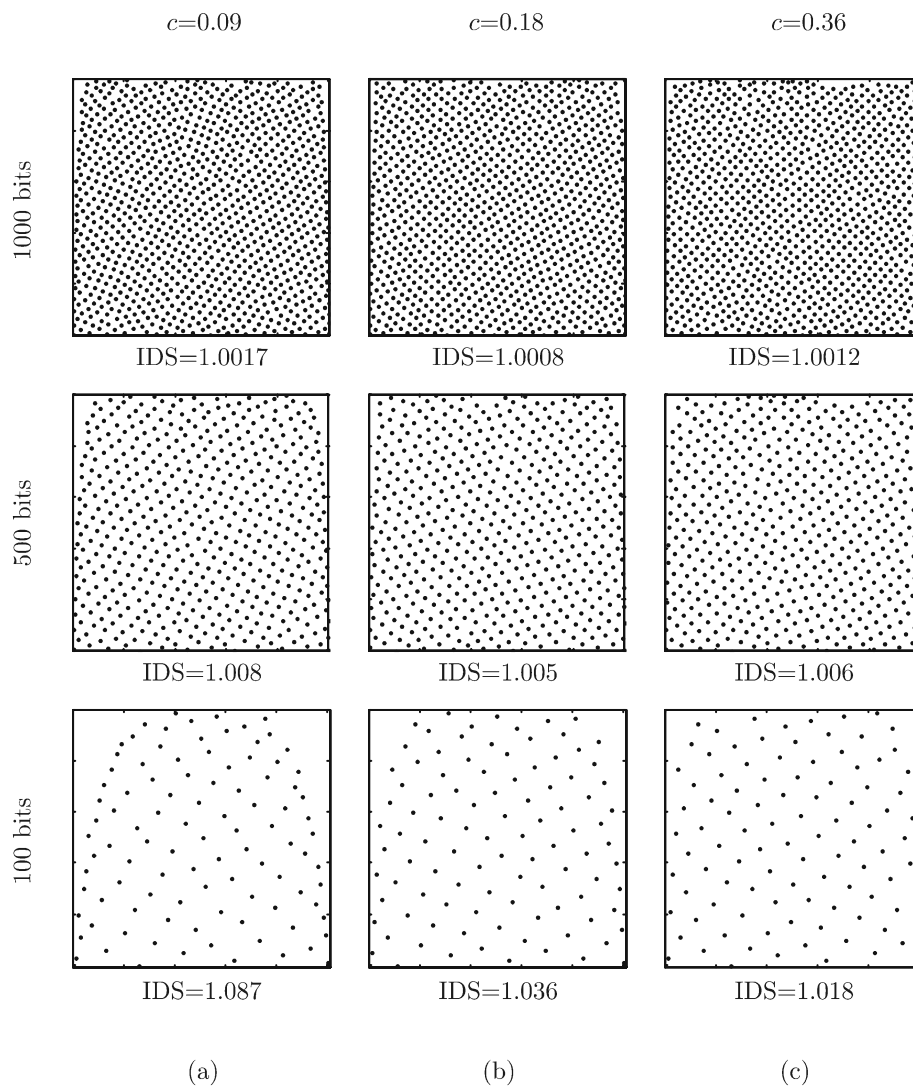 c=0.09 c=0.18 c=0.36
1000 bits
IDS=1.0017 IDS=1.0008 IDS=1.0012
500 bits
IDS=1.008 IDS=1.005 IDS=1.006
100 bits
IDS=1.087 IDS=1.036 IDS=1.018
(a) (b) (c)